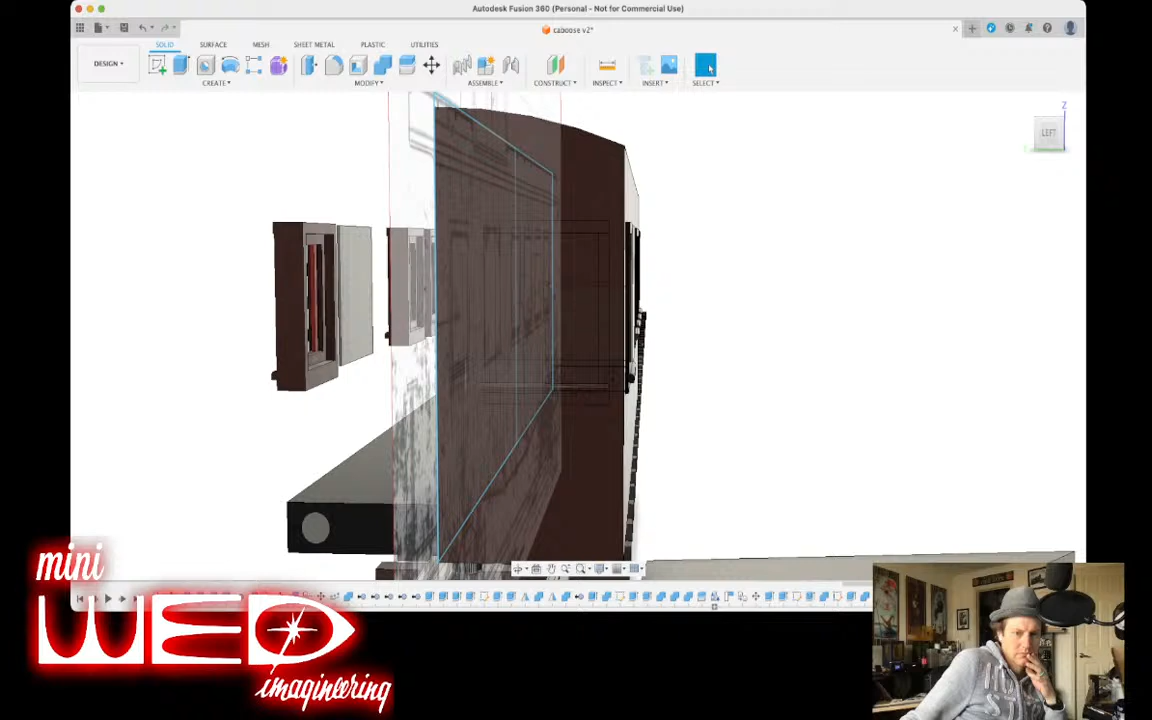 Autodesk Fusion 360 (Personal - Not for Commercial Use)
caboose v2*
SOLID SURFACE MESH SHEET METAL PLASTIC UTILITIES
DESIGN
CREATE MODIFY ASSEMBLE CONSTRUCT INSPECT INSERT SELECT
Z
LEFT
mini
WED
imagineering